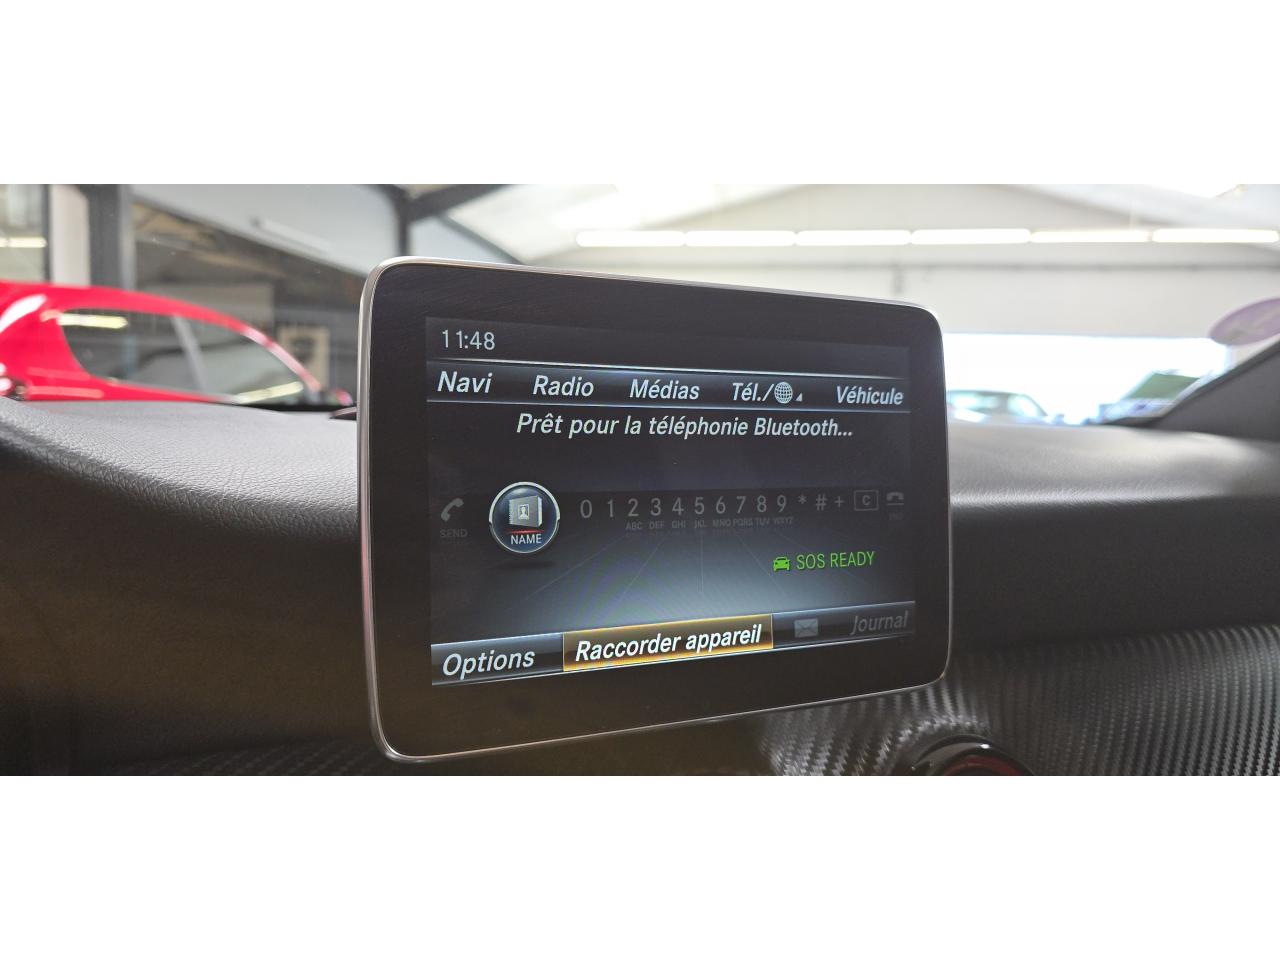 11:48
Navi Radio Médias Tél./ Véhicule
Prêt pour la téléphonie Bluetooth...
SEND NAME 0 1 2 3 4 5 6 7 8 9 * # + C
ABC DEF GHI JKL MNO PQRS TUV WXYZ
SOS READY
Options Raccorder appareil Journal